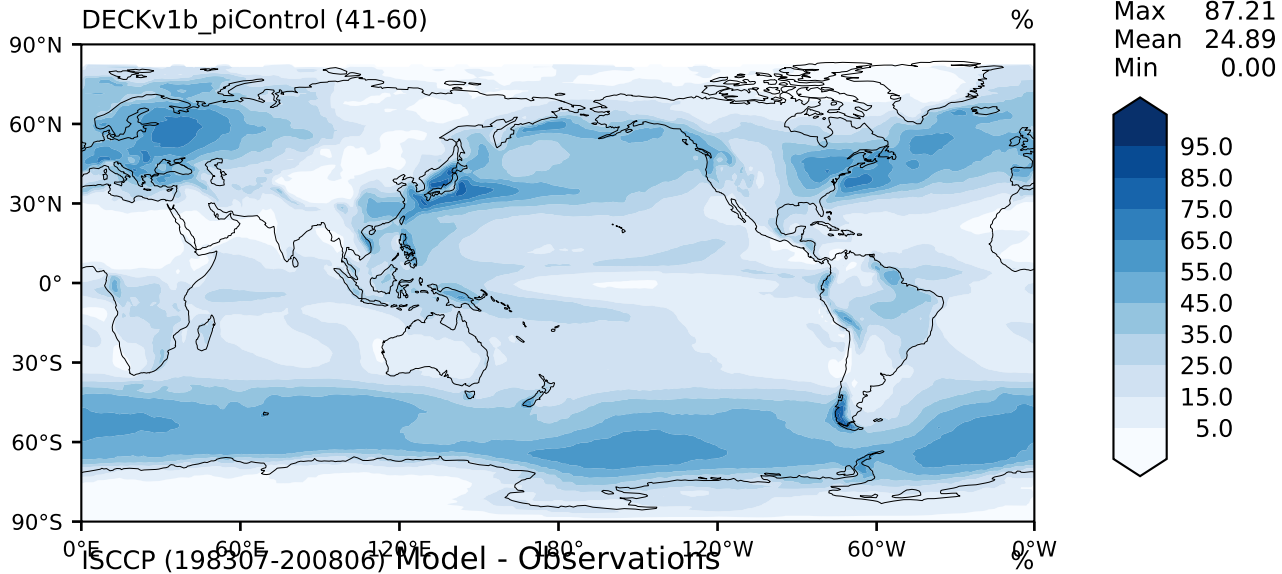 DECKv1b_piControl (41-60) %
Max 87.21
Mean 24.89
Min 0.00
90°N
60°N
30°N
0°
30°S
60°S
90°S
95.0
85.0
75.0
65.0
55.0
45.0
35.0
25.0
15.0
5.0
0°E 60°E 120°E 180° 120°W 60°W 0°W
ISCCP (198307-200806) Model - Observations %